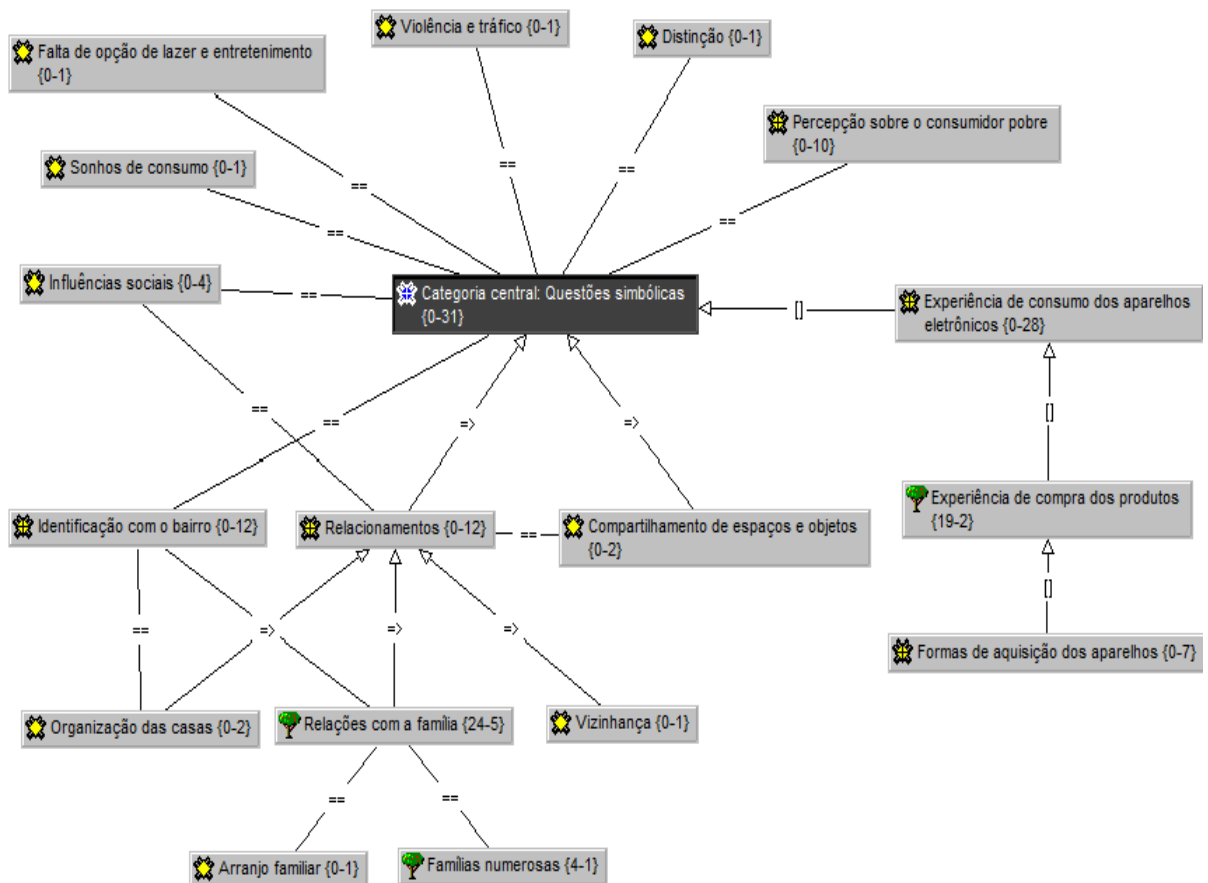 Violência e tráfico {0-1}
Distinção {0-1}
Falta de opção de lazer e entretenimento
{0-1}
==
==
Percepção sobre o consumidor pobre
{0-10}
Sonhos de consumo {0-1}
==
==
==
Influências sociais {0-4}
==
Categoria central: Questões simbólicas
{0-31}
[]
Experiência de consumo dos aparelhos
eletrônicos {0-28}
==
==
=>
=>
[]
Identificação com o bairro {0-12}
Relacionamentos {0-12}
==
Compartilhamento de espaços e objetos
{0-2}
Experiência de compra dos produtos
{19-2}
==
=>
=>
=>
[]
Formas de aquisição dos aparelhos {0-7}
Organização das casas {0-2}
Relações com a família {24-5}
Vizinhança {0-1}
==
==
Arranjo familiar {0-1}
Famílias numerosas {4-1}